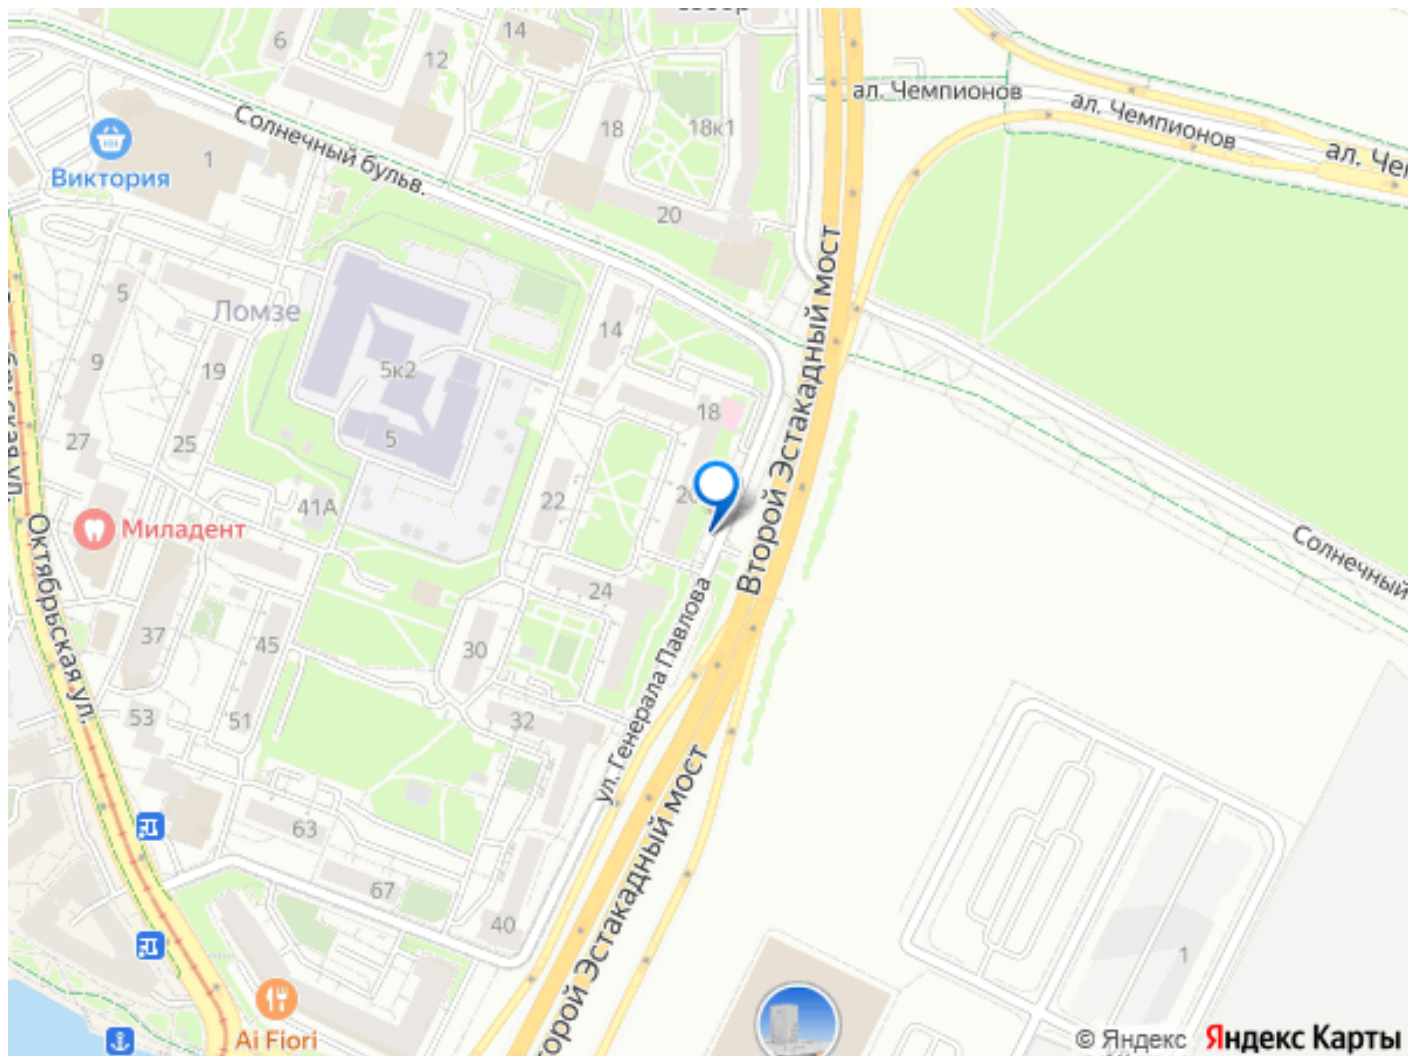 6
14
12
ал. Чемпионов
ал. Чемпионов
ал. Чем
Солнечный бульв.
18
18к1
1
Виктория
20
5
Ломзе
14
Второй Эстакадный мост
9
19
5к2
18
27
25
5
22
41А
Миладент
Октябрьская ул.
24
Солнечный
37
45
30
ул. Генерала Павлова
53
51
32
63
Второй Эстакадный мост
67
40
1
Ai Fiori
© Яндекс Яндекс Карты